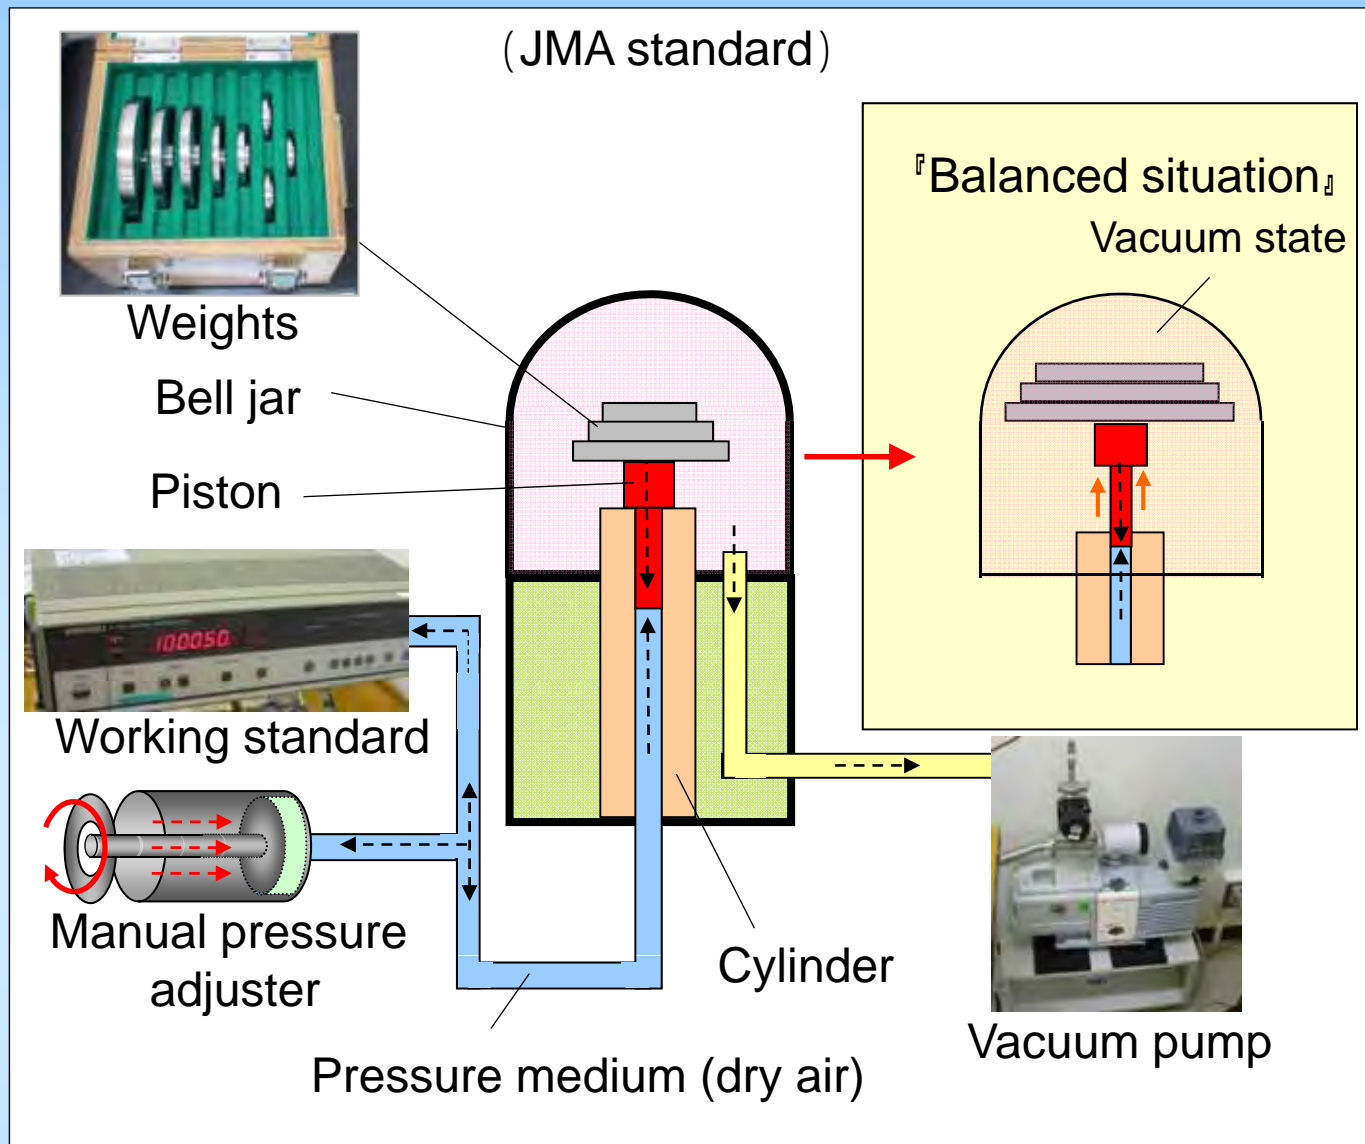 (JMA standard)
『Balanced situation』
Vacuum state
Weights
Bell jar
Piston
100050
Working standard
Manual pressure
adjuster
Cylinder
Vacuum pump
Pressure medium (dry air)